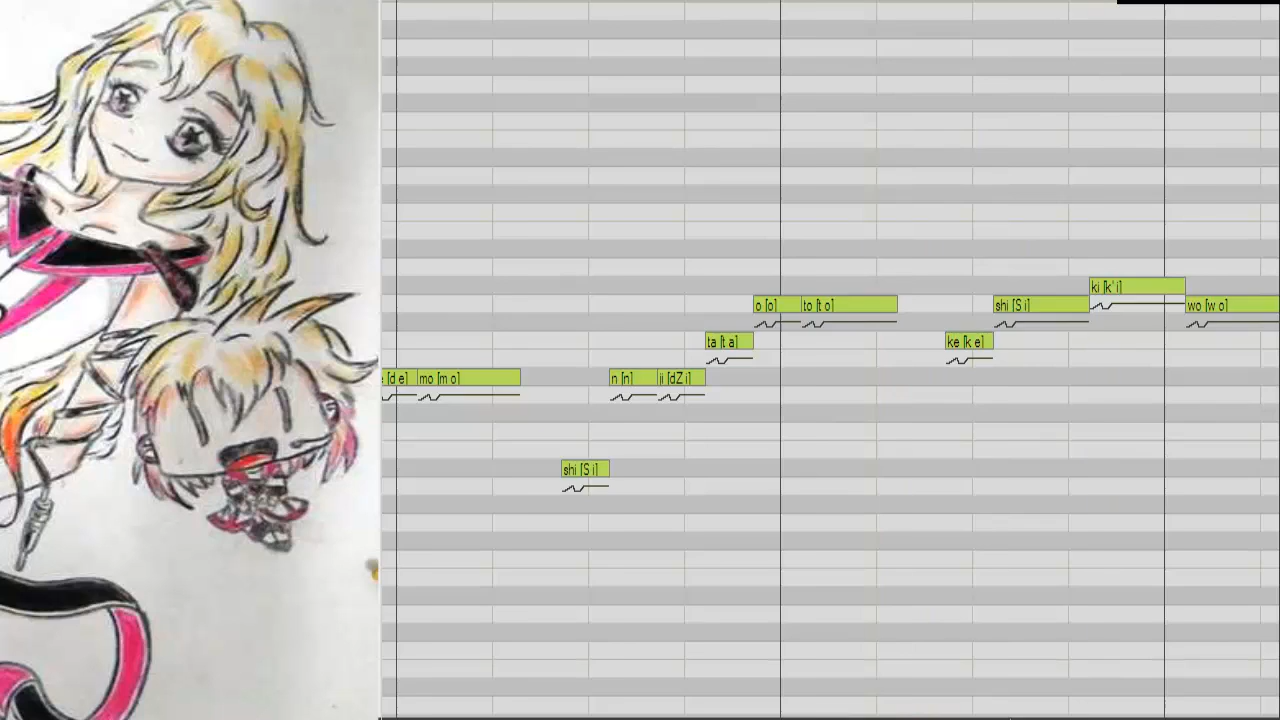 e [d e]
mo [m o]
shi [S i]
n [n]
ji [dZ i]
ta [t a]
o [o]
to [t o]
ke [k e]
shi [S i]
ki [k' i]
wo [w o]